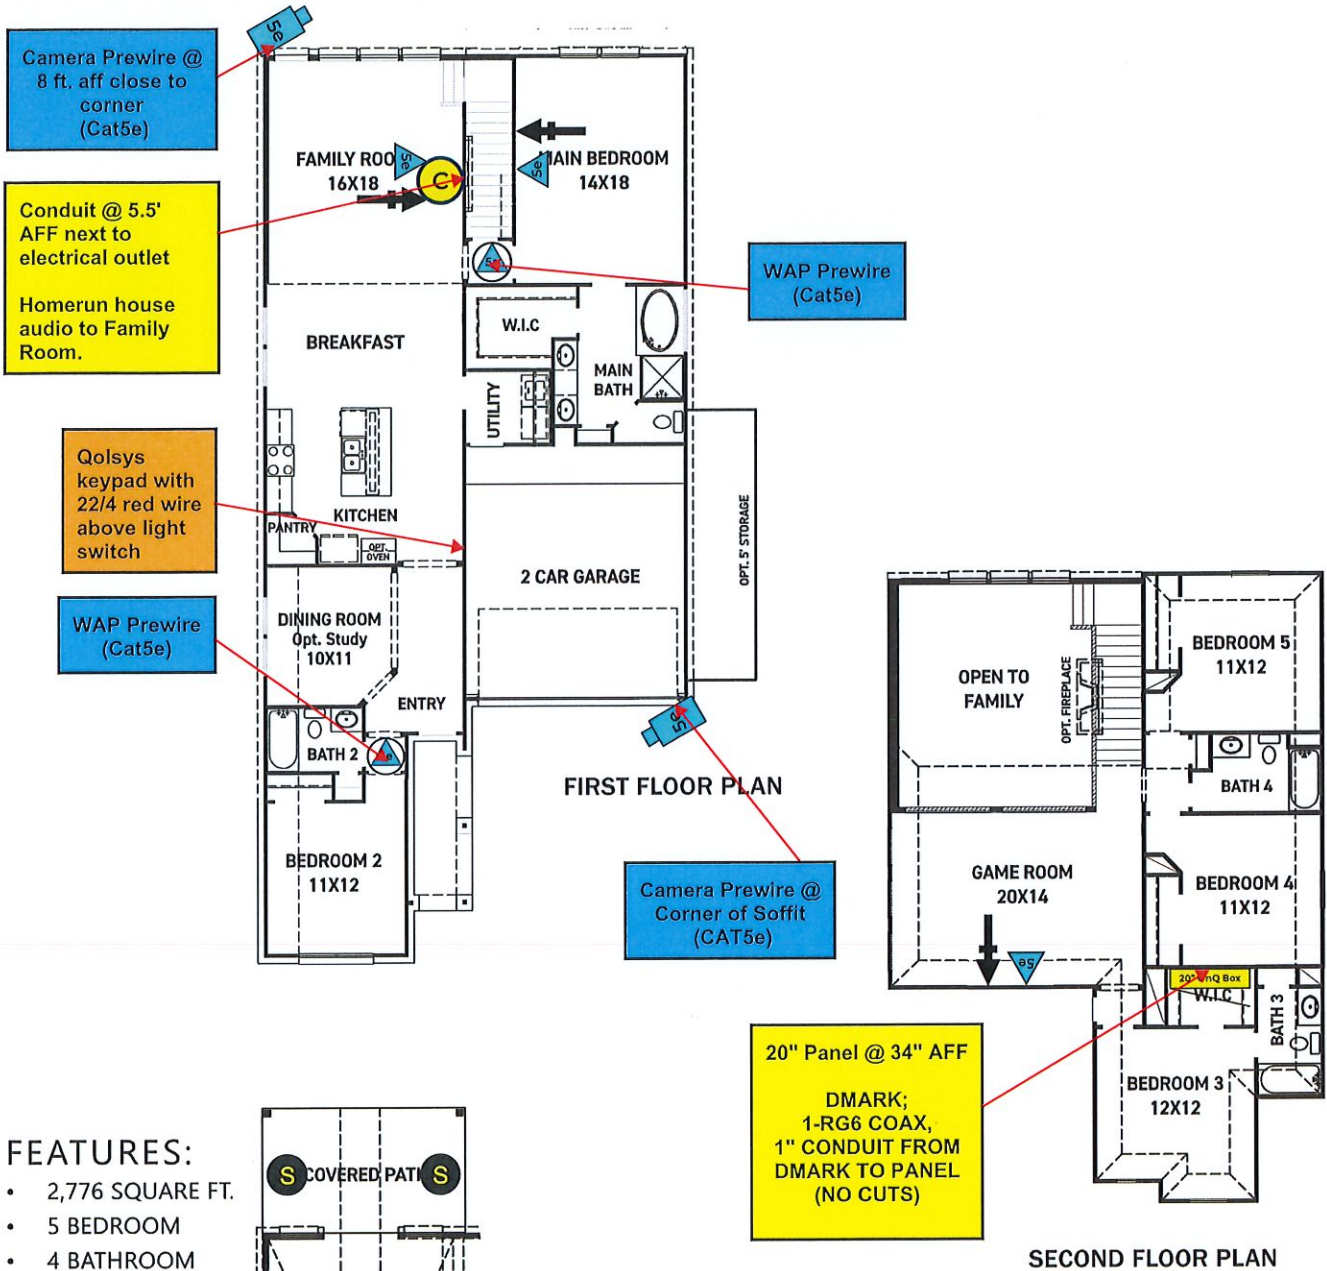 5e
Camera Prewire @
8 ft. aff close to
corner
(Cat5e)
FAMILY ROO
16X18
5e
C
5e
MAIN BEDROOM
14X18
Conduit @ 5.5'
AFF next to
electrical outlet
Homerun house
audio to Family
Room.
WAP Prewire
(Cat5e)
W.I.C
BREAKFAST
MAIN
BATH
UTILITY
Qolsys
keypad with
22/4 red wire
above light
switch
KITCHEN
PANTRY
OPT.
OVEN
OPT. 5' STORAGE
2 CAR GARAGE
WAP Prewire
(Cat5e)
DINING ROOM
Opt. Study
10X11
ENTRY
BATH 2
5e
FIRST FLOOR PLAN
BEDROOM 2
11X12
Camera Prewire @
Corner of Soffit
(CAT5e)
OPEN TO
FAMILY
OPT. FIREPLACE
BEDROOM 5
11X12
BATH 4
GAME ROOM
20X14
BEDROOM 4
11X12
5e
W.I.C
BATH 3
BEDROOM 3
12X12
20" Panel @ 34" AFF
DMARK;
1-RG6 COAX,
1" CONDUIT FROM
DMARK TO PANEL
(NO CUTS)
SECOND FLOOR PLAN
FEATURES:
• 2,776 SQUARE FT.
• 5 BEDROOM
• 4 BATHROOM
S
COVERED PATI
S